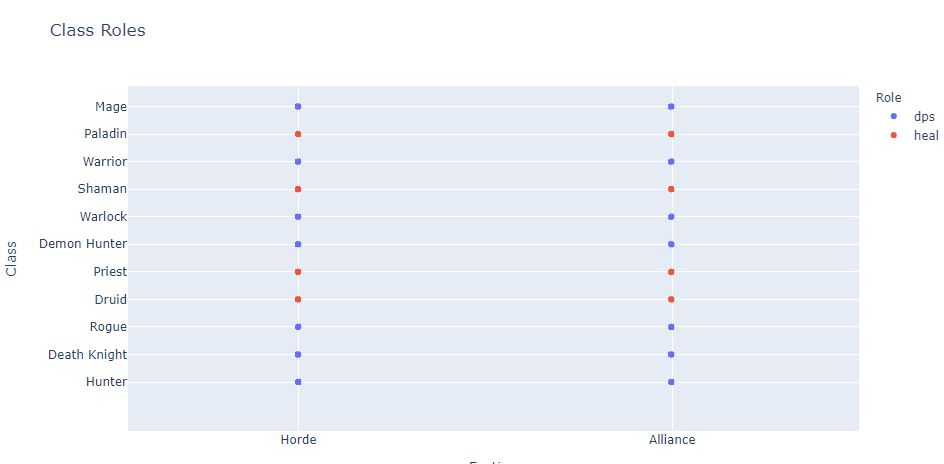 Class Roles
Role
dps
heal
Class
Mage
Paladin
Warrior
Shaman
Warlock
Demon Hunter
Priest
Druid
Rogue
Death Knight
Hunter
Horde
Alliance